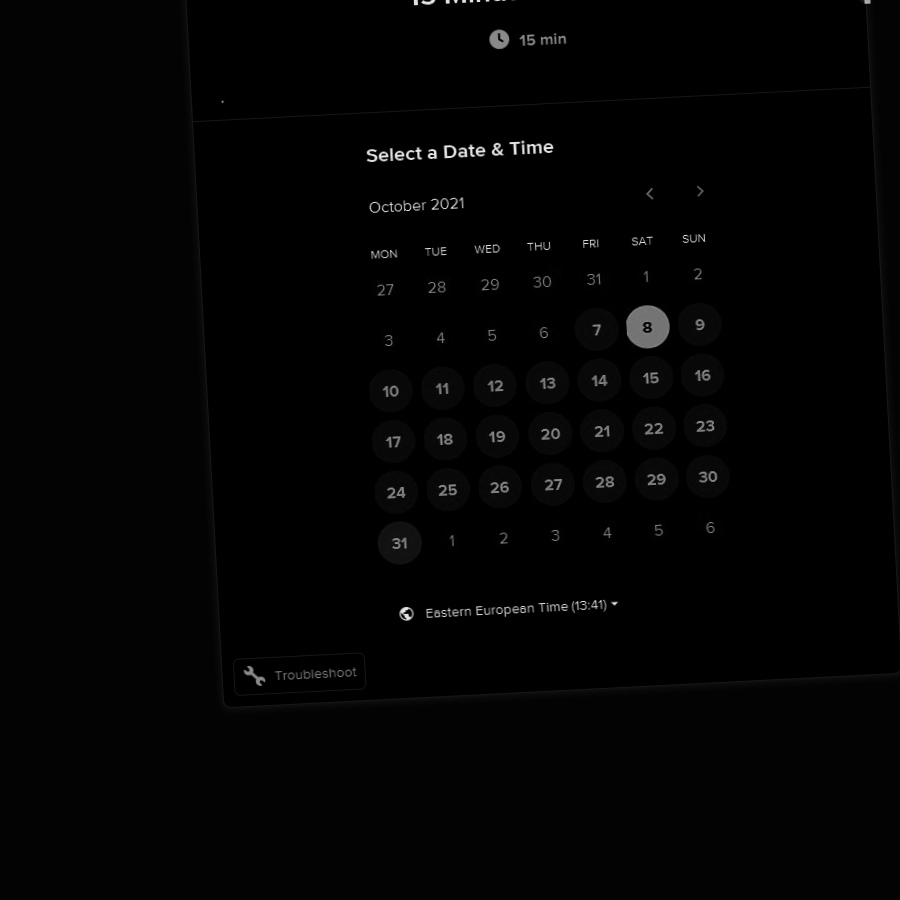 15 min
Select a Date & Time
October 2021
MON TUE WED THU FRI SAT SUN
27 28 29 30 31 1 2
3 4 5 6 7 8 9
10 11 12 13 14 15 16
17 18 19 20 21 22 23
24 25 26 27 28 29 30
31 1 2 3 4 5 6
Eastern European Time (13:41)
Troubleshoot